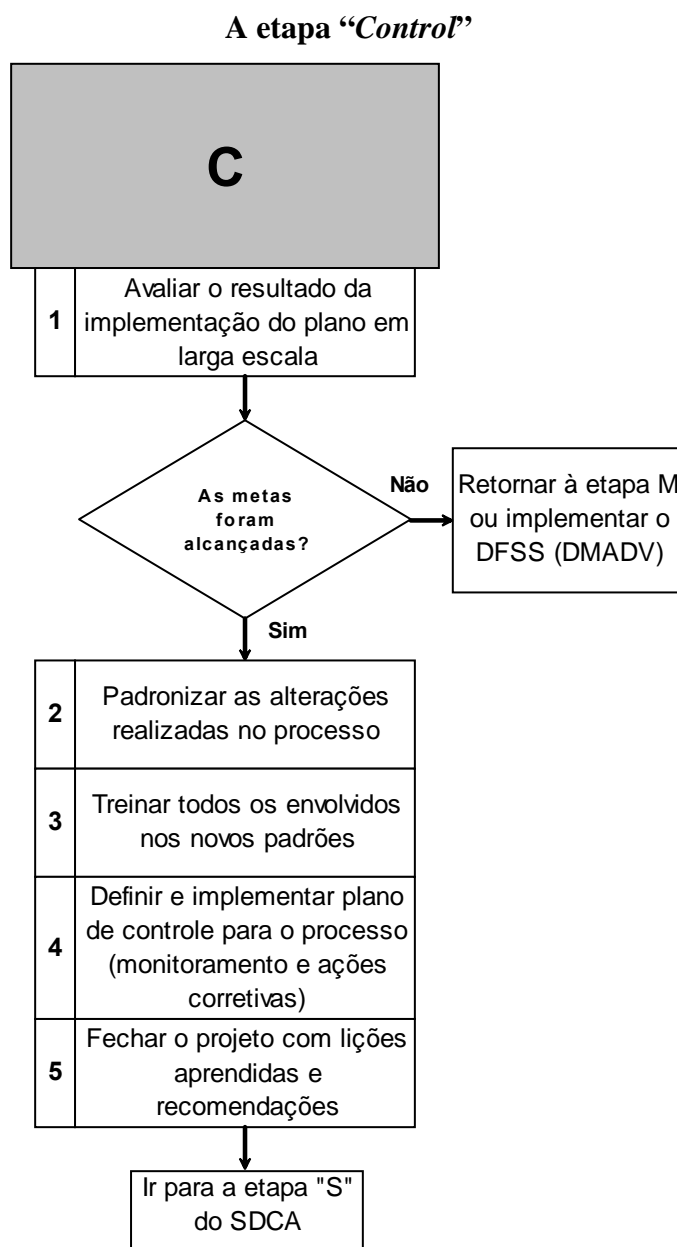 A etapa “Control”
C
1
Avaliar o resultado da
implementação do plano em
larga escala
As metas
foram
alcançadas?
Não
Retornar à etapa M
ou implementar o
DFSS (DMADV)
Sim
2
Padronizar as alterações
realizadas no processo
3
Treinar todos os envolvidos
nos novos padrões
4
Definir e implementar plano
de controle para o processo
(monitoramento e ações
corretivas)
5
Fechar o projeto com lições
aprendidas e
recomendações
Ir para a etapa "S"
do SDCA